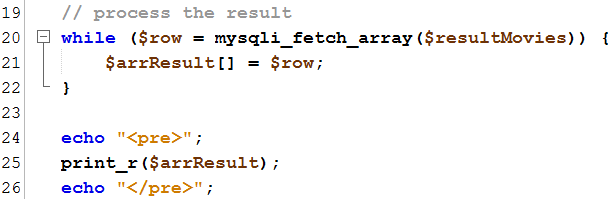 19 // process the result
20 while ($row = mysqli_fetch_array($resultMovies)) {
21 $arrResult[] = $row;
22 }
23
24 echo "<pre>";
25 print_r($arrResult);
26 echo "</pre>";